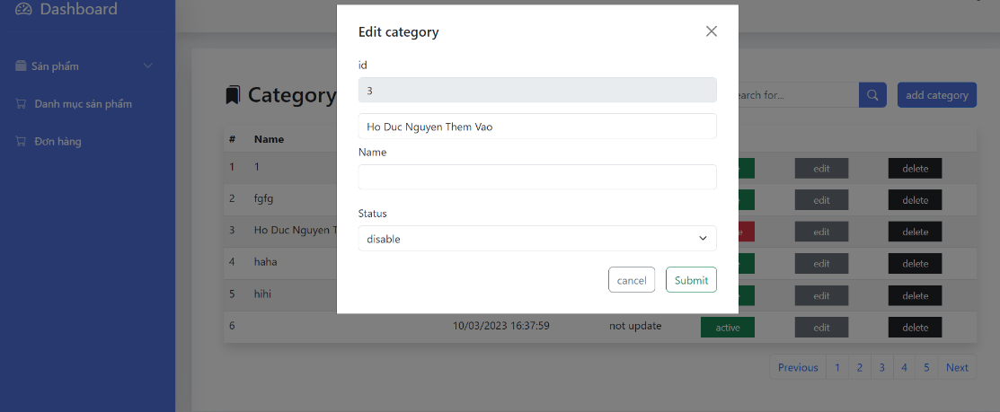 Dashboard
Sản phẩm
Danh mục sản phẩm
Đơn hàng
Category
earch for...
add category
# Name
1 1 edit delete
2 fgfg edit delete
3 Ho Duc Nguyen T edit delete
4 haha edit delete
5 hihi edit delete
6 10/03/2023 16:37:59 not update active edit delete
Previous 1 2 3 4 5 Next
Edit category
id
3
Ho Duc Nguyen Them Vao
Name
Status
disable
cancel Submit